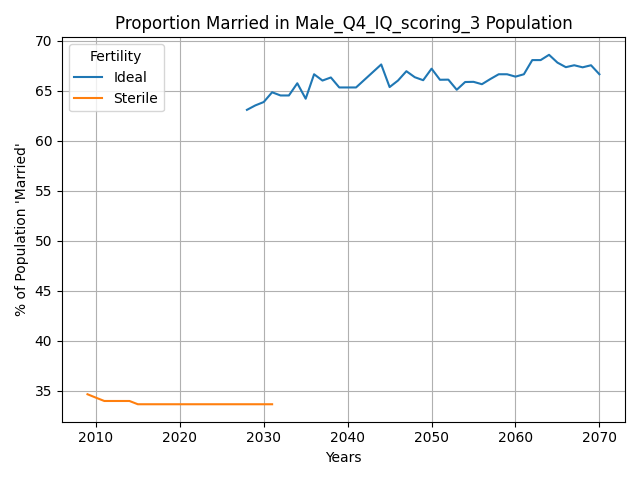 Proportion Married in Male_Q4_IQ_scoring_3 Population
% of Population 'Married'
70
65
60
55
50
45
40
35
Fertility
Ideal
Sterile
2010 2020 2030 2040 2050 2060 2070
Years